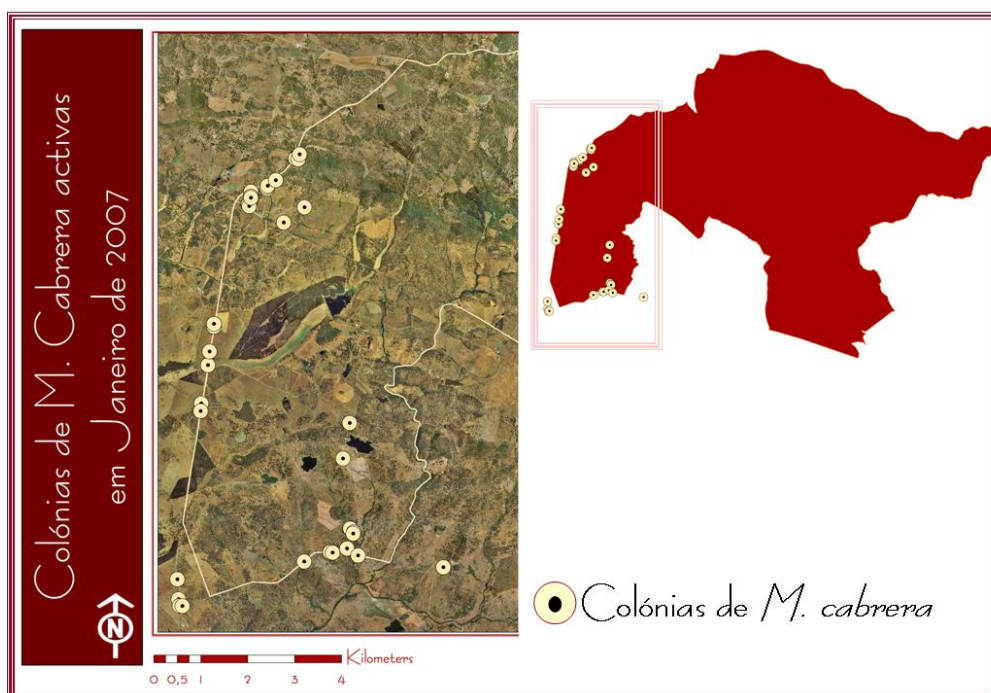 Colónias de M. Cabrera activas
em Janeiro de 2007
N
Kilometers
0 0,5 1 2 3 4
Colónias de M. cabrera